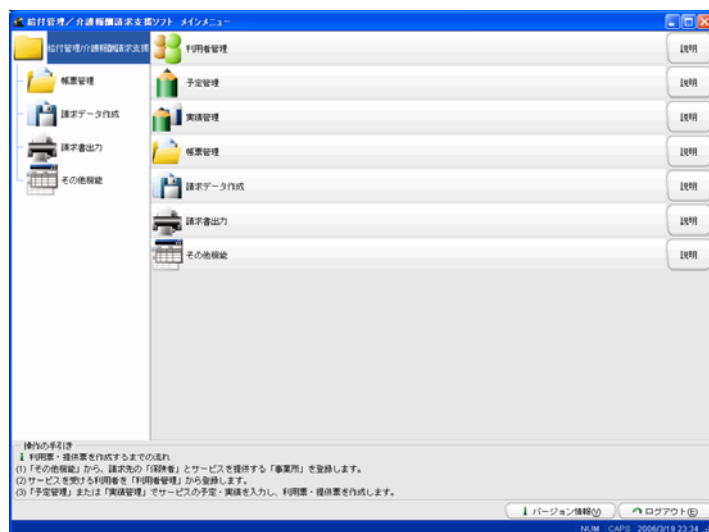 給付管理/介護報酬請求支援ソフト メインメニュー
給付管理/介護報酬請求支援
帳票管理
請求データ作成
請求書出力
その他機能
利用者管理 説明
予定管理 説明
実績管理 説明
帳票管理 説明
請求データ作成 説明
請求書出力 説明
その他機能 説明
操作の手引き
利用票・提供票を作成するまでの流れ
(1)「その他機能」から、請求先の「保険者」とサービスを提供する「事業所」を登録します。
(2)サービスを受ける利用者を「利用者管理」から登録します。
(3)「予定管理」または「実績管理」でサービスの予定・実績を入力し、利用票・提供票を作成します。
バージョン情報(V) ログアウト(E)
NUM CAPS 2006/3/19 23:34